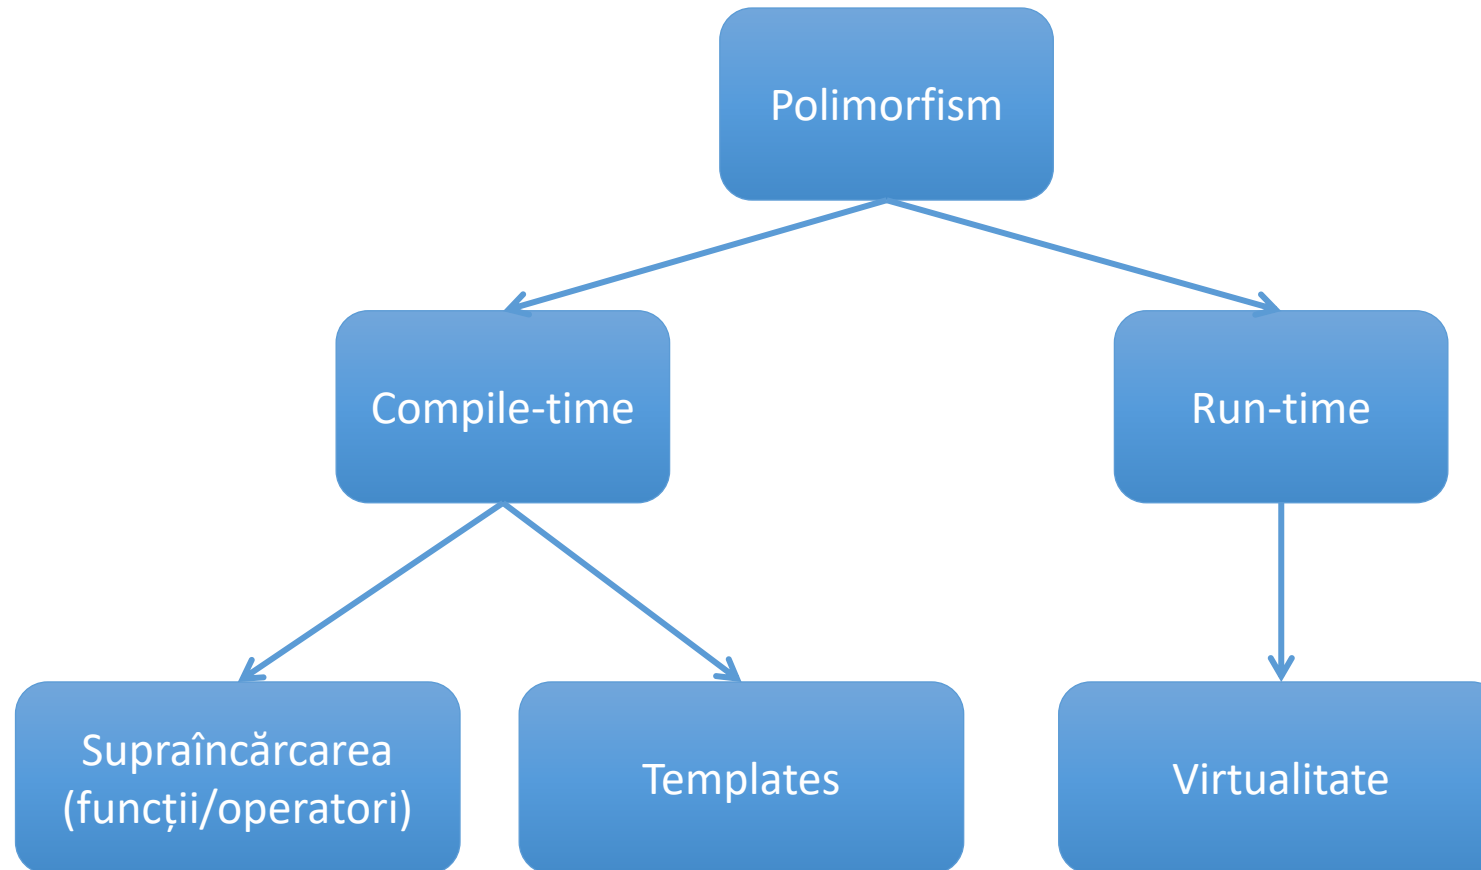 Polimorfism
Compile-time
Run-time
Supraîncărcarea
(funcții/operatori)
Templates
Virtualitate